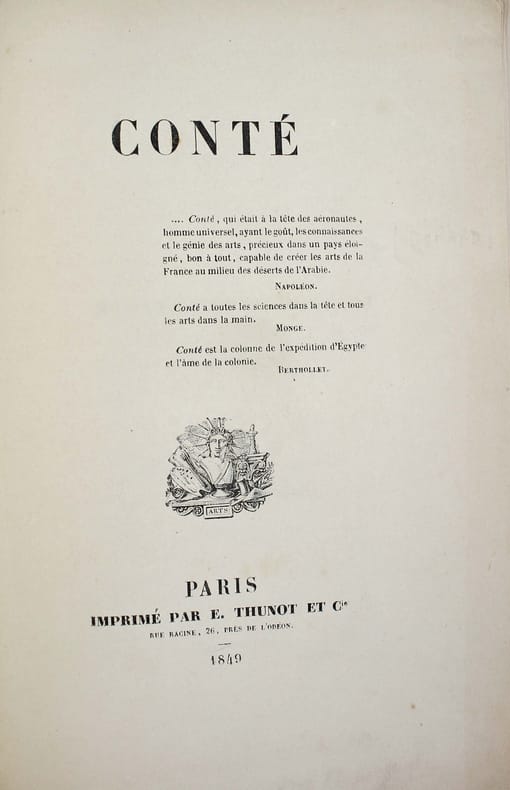 CONTÉ
.... Conté, qui était à la tête des aéronautes,
homme universel, ayant le goût, les connaissances
et le génie des arts, précieux dans un pays éloi-
gné, bon à tout, capable de créer les arts de la
France au milieu des déserts de l'Arabie.
NAPOLÉON.
Conté a toutes les sciences dans la tête et tous
les arts dans la main.
MONGE.
Conté est la colonne de l'expédition d'Égypte
et l'âme de la colonie.
BERTHOLLET.
ARTS
PARIS
IMPRIMÉ PAR E. THUNOT ET Cie
RUE RACINE, 26, PRÈS DE L'ODÉON.
1849